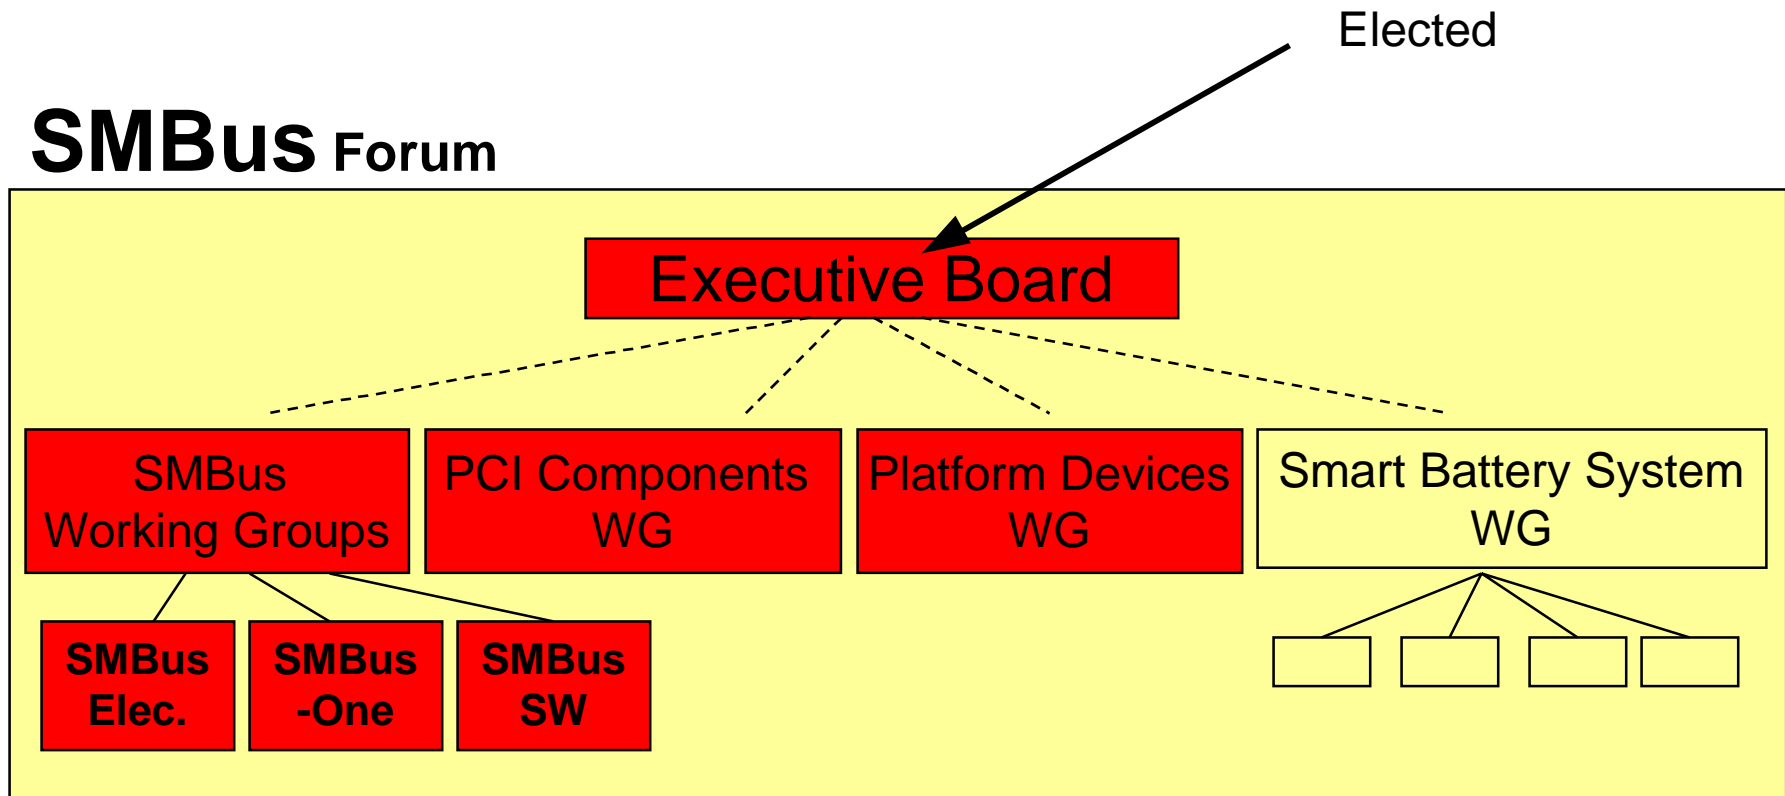 Elected
SMBus Forum
Executive Board
SMBus
Working Groups
PCI Components
WG
Platform Devices
WG
Smart Battery System
WG
SMBus
Elec.
SMBus
-One
SMBus
SW